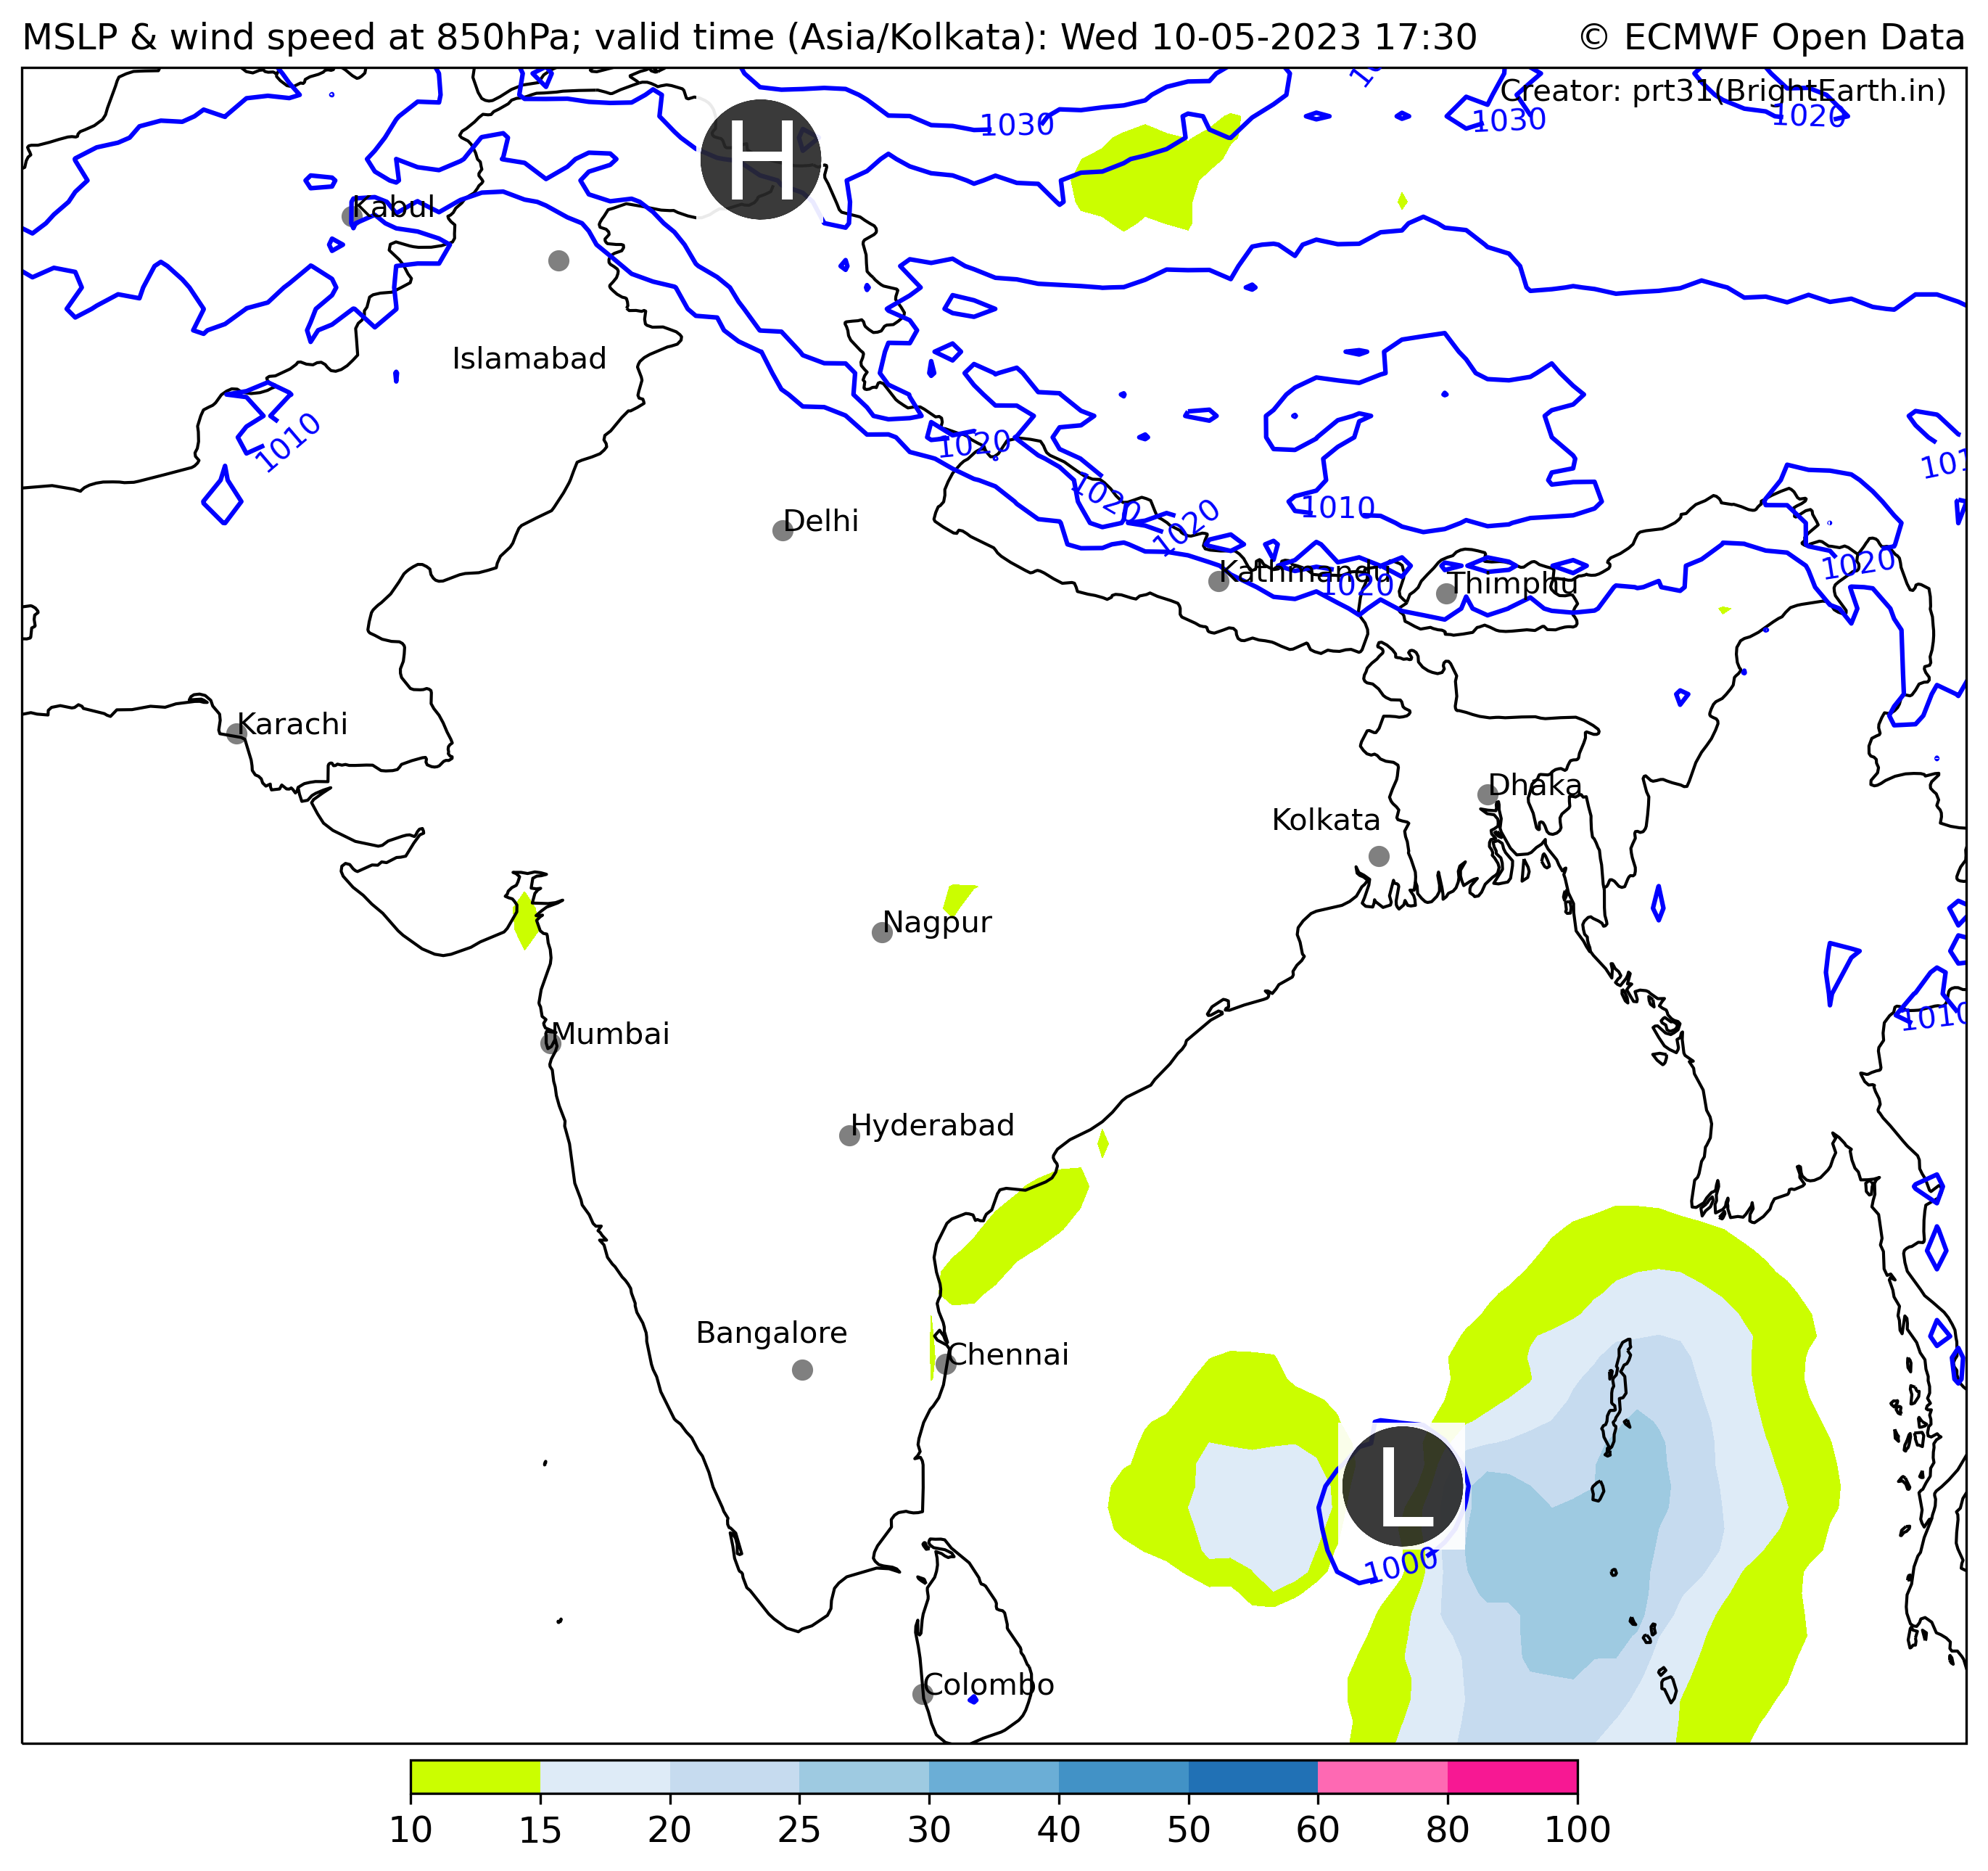 MSLP & wind speed at 850hPa; valid time (Asia/Kolkata): Wed 10-05-2023 17:30
© ECMWF Open Data
Creator: prt31(BrightEarth.in)
1030
1030
1020
H
Kabul
Islamabad
1010
1020
1020
1020
1010
Delhi
Kathmandu
1020
Thimphu
1020
Karachi
Dhaka
Kolkata
Nagpur
1010
Mumbai
Hyderabad
Bangalore
Chennai
L
1000
Colombo
10 15 20 25 30 40 50 60 80 100